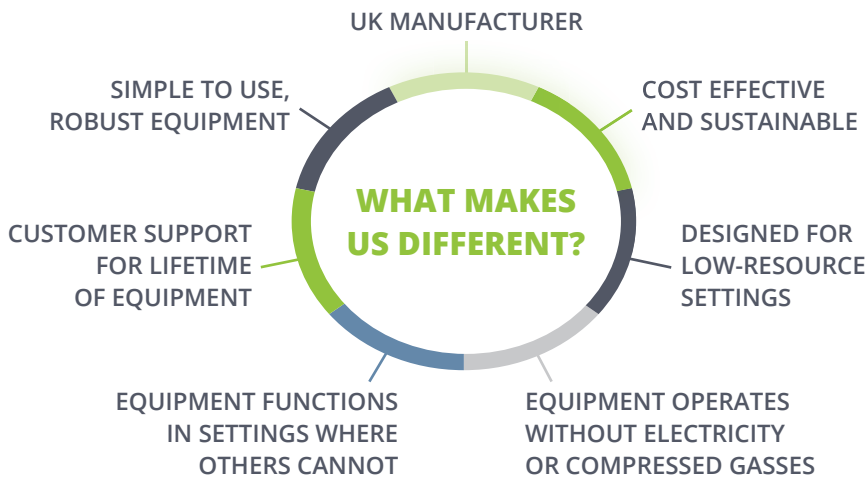 UK MANUFACTURER
COST EFFECTIVE
AND SUSTAINABLE
DESIGNED FOR
LOW-RESOURCE
SETTINGS
EQUIPMENT OPERATES
WITHOUT ELECTRICITY
OR COMPRESSED GASSES
EQUIPMENT FUNCTIONS
IN SETTINGS WHERE
OTHERS CANNOT
CUSTOMER SUPPORT
FOR LIFETIME
OF EQUIPMENT
SIMPLE TO USE,
ROBUST EQUIPMENT
WHAT MAKES
US DIFFERENT?